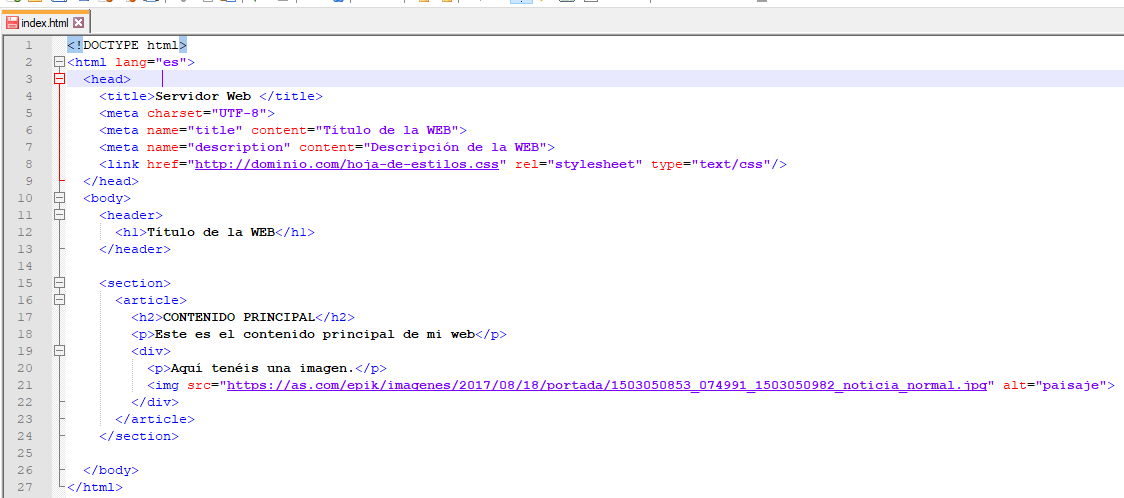 index.html
1 <!DOCTYPE html>
2 <html lang="es">
3 <head>
4 <title>Servidor Web </title>
5 <meta charset="UTF-8">
6 <meta name="title" content="Título de la WEB">
7 <meta name="description" content="Descripción de la WEB">
8 <link href="http://dominio.com/hoja-de-estilos.css" rel="stylesheet" type="text/css"/>
9 </head>
10 <body>
11 <header>
12 <h1>Título de la WEB</h1>
13 </header>
14
15 <section>
16 <article>
17 <h2>CONTENIDO PRINCIPAL</h2>
18 <p>Este es el contenido principal de mi web</p>
19 <div>
20 <p>Aquí tenéis una imagen.</p>
21 <img src="https://as.com/epik/imagenes/2017/08/18/portada/1503050853_074991_1503050982_noticia_normal.jpg" alt="paisaje">
22 </div>
23 </article>
24 </section>
25
26 </body>
27 </html>